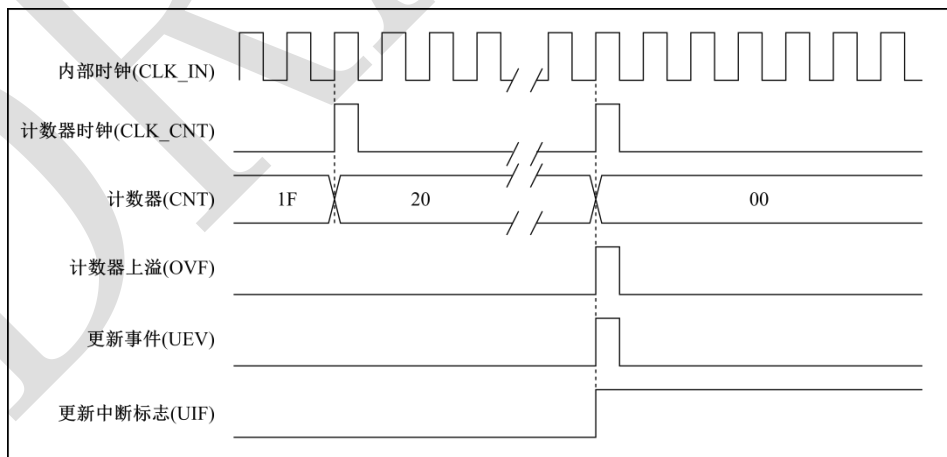 内部时钟(CLK_IN)
计数器时钟(CLK_CNT)
计数器(CNT)
1F
20
00
计数器上溢(OVF)
更新事件(UEV)
更新中断标志(UIF)